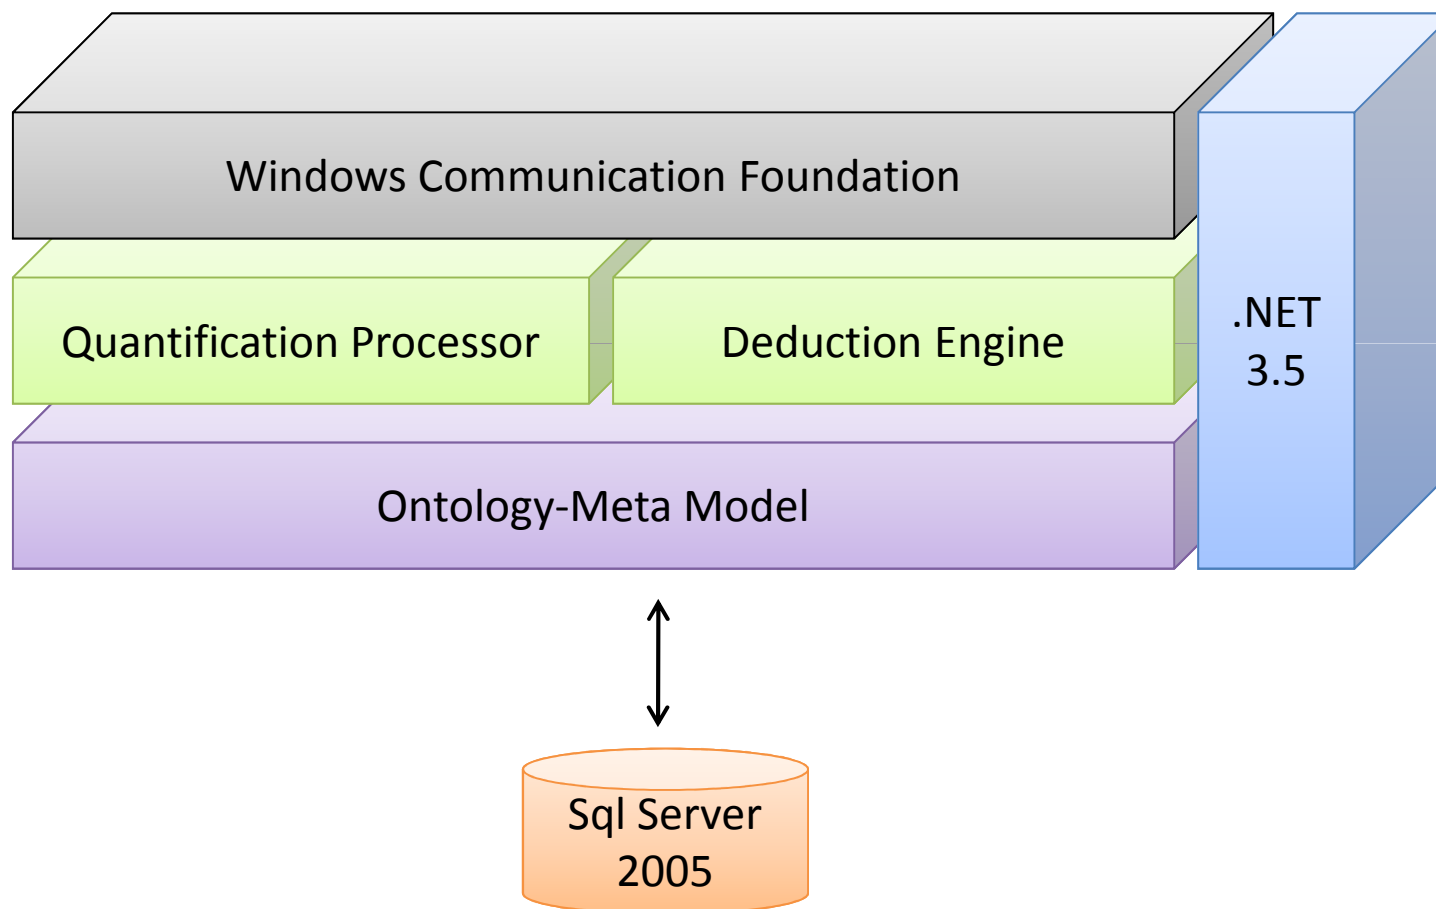 Windows Communication Foundation
Quantification Processor
Deduction Engine
.NET
3.5
Ontology-Meta Model
Sql Server
2005